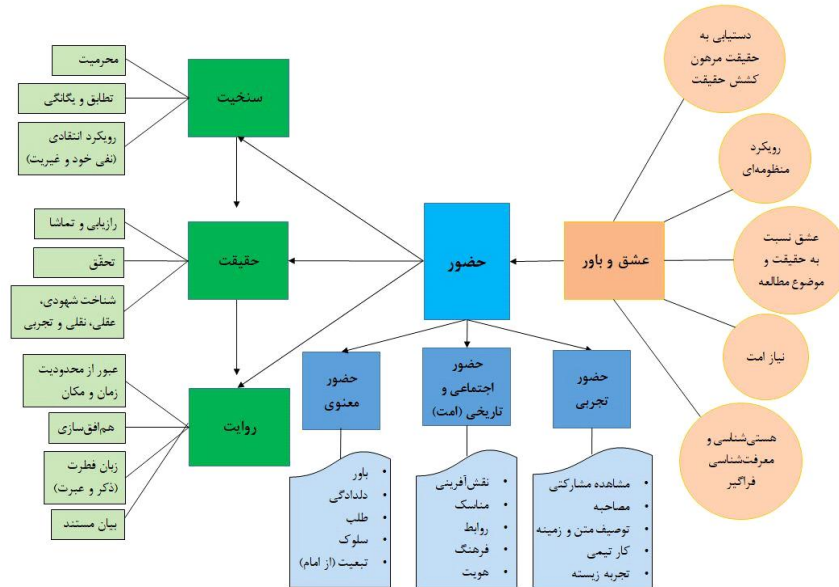 دستیابی به
حقیقت مرهون
کشش حقیقت
رویکرد
منظومه‌ای
عشق نسبت
به حقیقت و
موضوع مطالعه
نیاز امت
هستی‌شناسی و
معرفت‌شناسی
فراگیر
عشق و باور
حضور
حضور
تجربی
مشاهده مشارکتی
مصاحبه
توصیف متن و زمینه
کار تیمی
تجربه زیسته
حضور
اجتماعی و
تاریخی (امت)
نقش‌آفرینی
مناسک
روابط
فرهنگ
هویت
حضور
معنوی
باور
دلدادگی
طلب
سلوک
تبعیت (از امام)
سنخیت
محرمیت
تطابق و یگانگی
رویکرد انتقادی
(نفی خود و غیریت)
حقیقت
رازیابی و تماشا
تحقّق
شناخت شهودی،
عقلی، نقلی و تجربی
روایت
عبور از محدودیت
زمان و مکان
هم‌افق‌سازی
زبان فطرت
(ذکر و عبرت)
بیان مستند